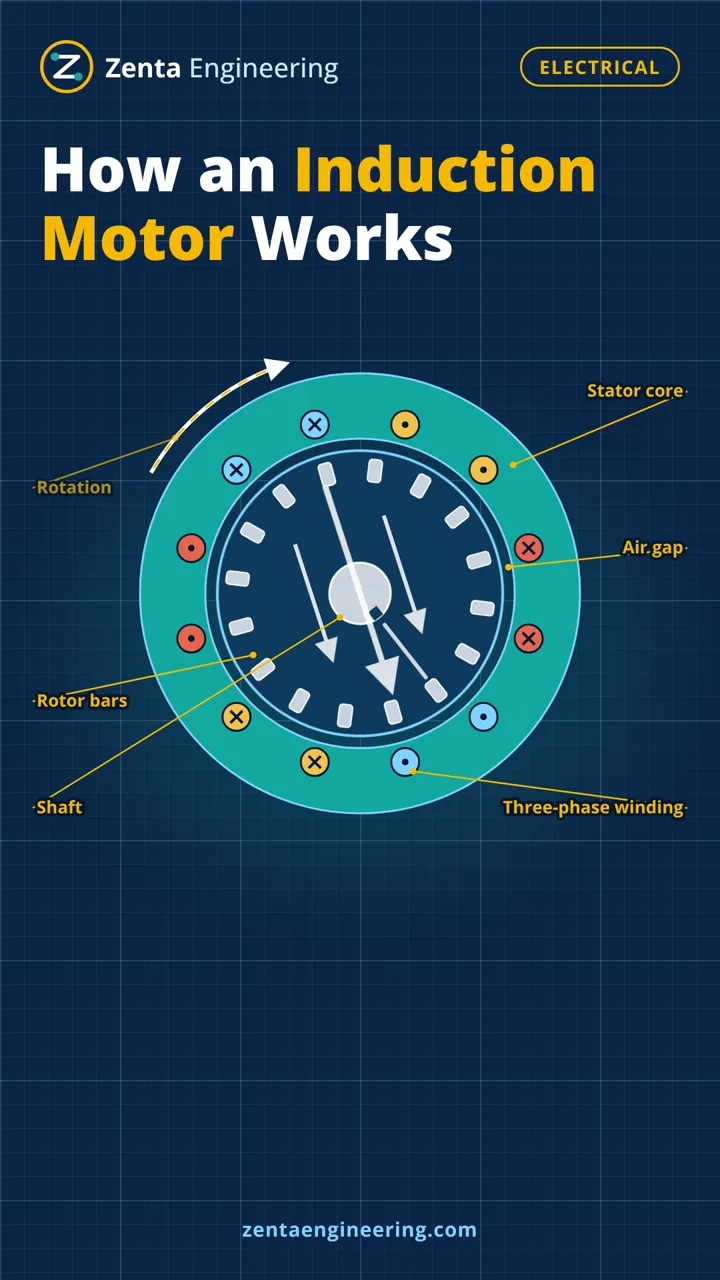 Zenta Engineering
ELECTRICAL
How an Induction
Motor Works
Stator core
Rotation
Air gap
Rotor bars
Shaft
Three-phase winding
zentaengineering.com